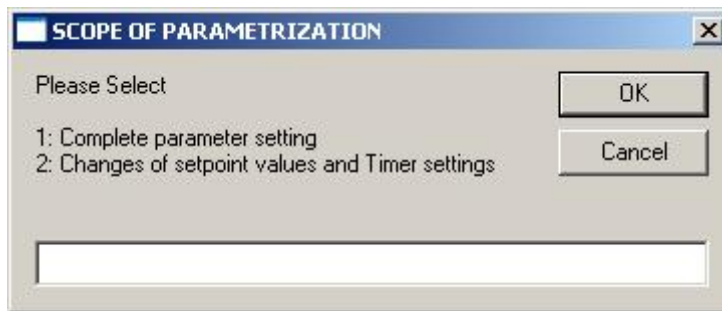 SCOPE OF PARAMETRIZATION
Please Select
OK
1: Complete parameter setting
2: Changes of setpoint values and Timer settings
Cancel